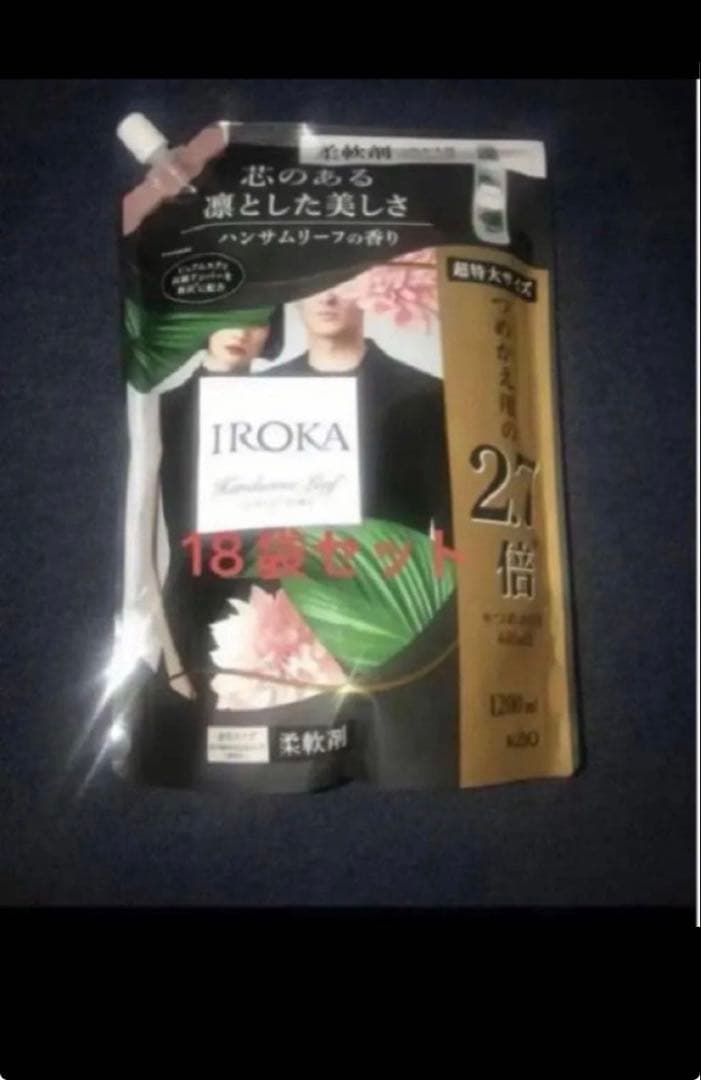 柔軟剤
芯のある
凛とした美しさ
ハンサムリーフの香り
超特大サイズ
つめかえ用の
2.7
倍
IROKA
Handsome Leaf
18袋セット
1200ml
KAO
柔軟剤